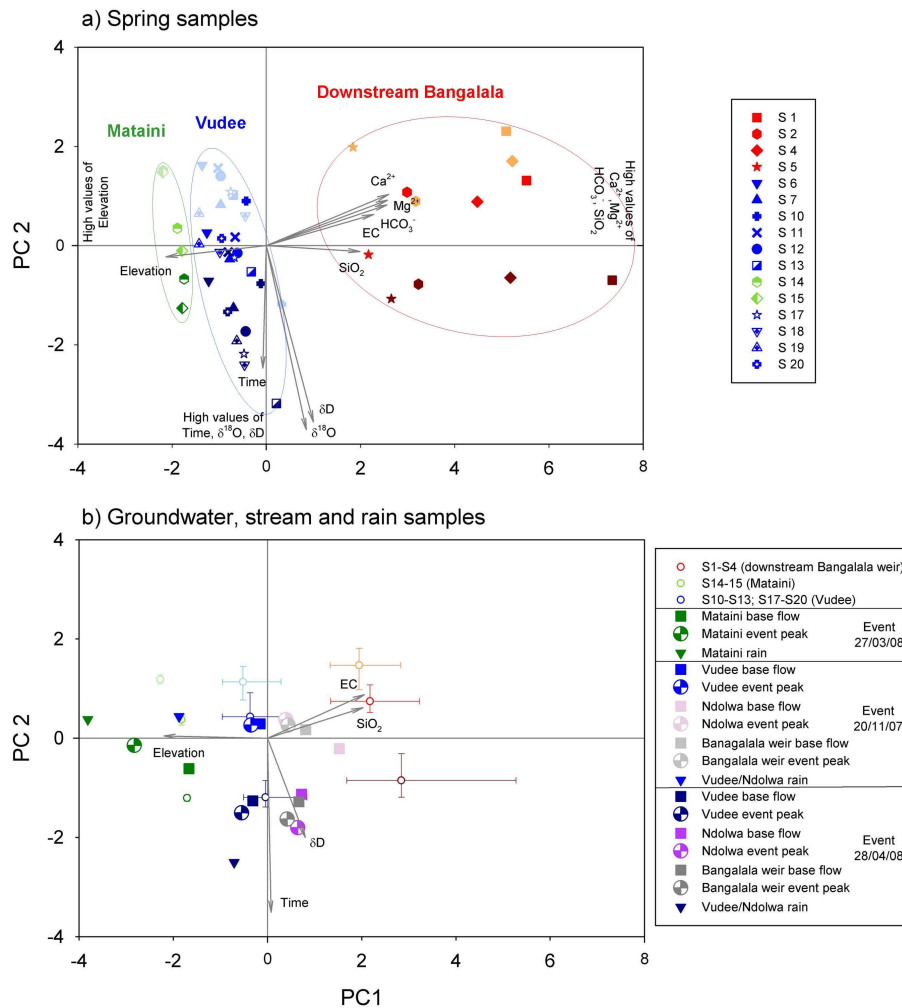 a) Spring samples
4
2
0
-2
-4
PC 2
-4
-2
0
2
4
6
8
Mataini
Vudee
Downstream Bangalala
High values of
Elevation
High values of
Ca²⁺, Mg²⁺
HCO₃⁻, SiO₂
Ca²⁺
Mg²⁺
HCO₃⁻
EC
SiO₂
Elevation
Time
δD
δ¹⁸O
High values of
Time, δ¹⁸O, δD
S 1
S 2
S 4
S 5
S 6
S 7
S 10
S 11
S 12
S 13
S 14
S 15
S 17
S 18
S 19
S 20
b) Groundwater, stream and rain samples
4
2
0
-2
-4
PC 2
-4
-2
0
2
4
6
8
PC1
EC
SiO₂
Elevation
δD
Time
S1-S4 (downstream Bangalala weir)
S14-15 (Mataini)
S10-S13; S17-S20 (Vudee)
Mataini base flow
Mataini event peak
Mataini rain
Event
27/03/08
Vudee base flow
Vudee event peak
Ndolwa base flow
Ndolwa event peak
Banagalala weir base flow
Bangalala weir event peak
Vudee/Ndolwa rain
Event
20/11/07
Vudee base flow
Vudee event peak
Ndolwa base flow
Ndolwa event peak
Bangalala weir base flow
Bangalala weir event peak
Vudee/Ndolwa rain
Event
28/04/08